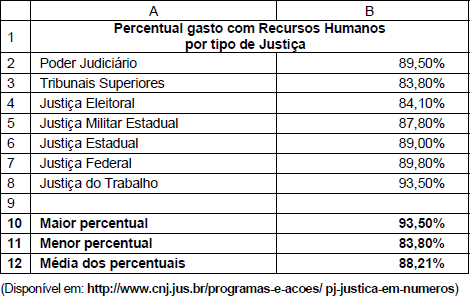 A B
1 Percentual gasto com Recursos Humanos
por tipo de Justiça
2 Poder Judiciário 89,50%
3 Tribunais Superiores 83,80%
4 Justiça Eleitoral 84,10%
5 Justiça Militar Estadual 87,80%
6 Justiça Estadual 89,00%
7 Justiça Federal 89,80%
8 Justiça do Trabalho 93,50%
9
10 Maior percentual 93,50%
11 Menor percentual 83,80%
12 Média dos percentuais 88,21%
(Disponível em: http://www.cnj.jus.br/programas-e-acoes/ pj-justica-em-numeros)